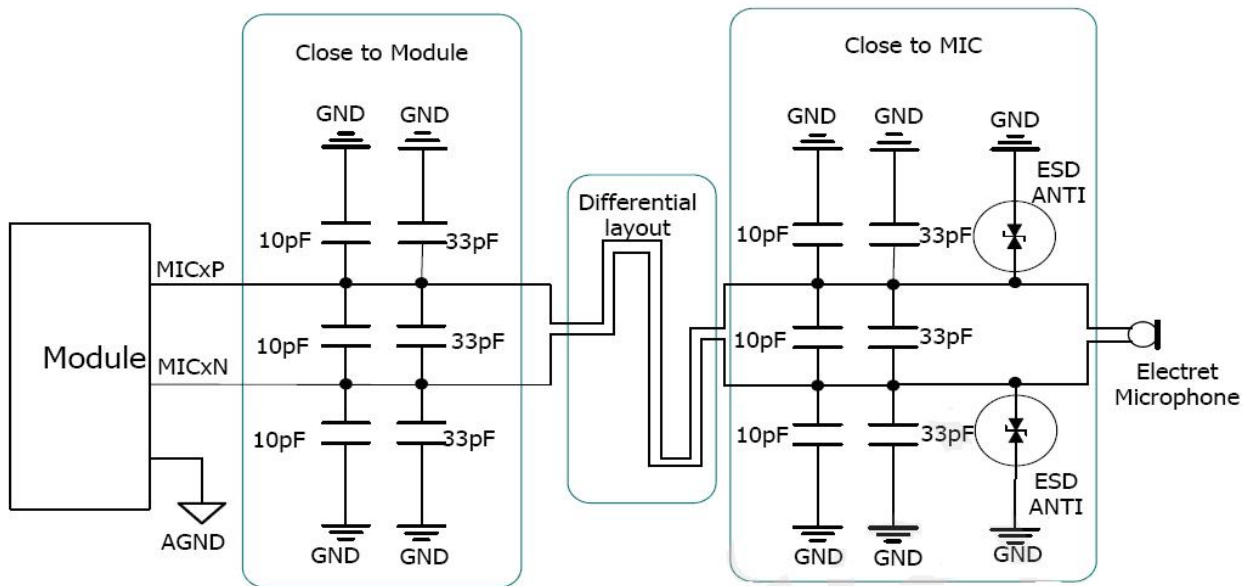 Close to Module
Close to MIC
GND
GND
GND
GND
GND
ESD
ANTI
Differential
layout
10pF
33pF
10pF
33pF
MICxP
10pF
33pF
10pF
33pF
Module
MICxN
Electret
Microphone
10pF
33pF
10pF
33pF
ESD
ANTI
AGND
GND
GND
GND
GND
GND